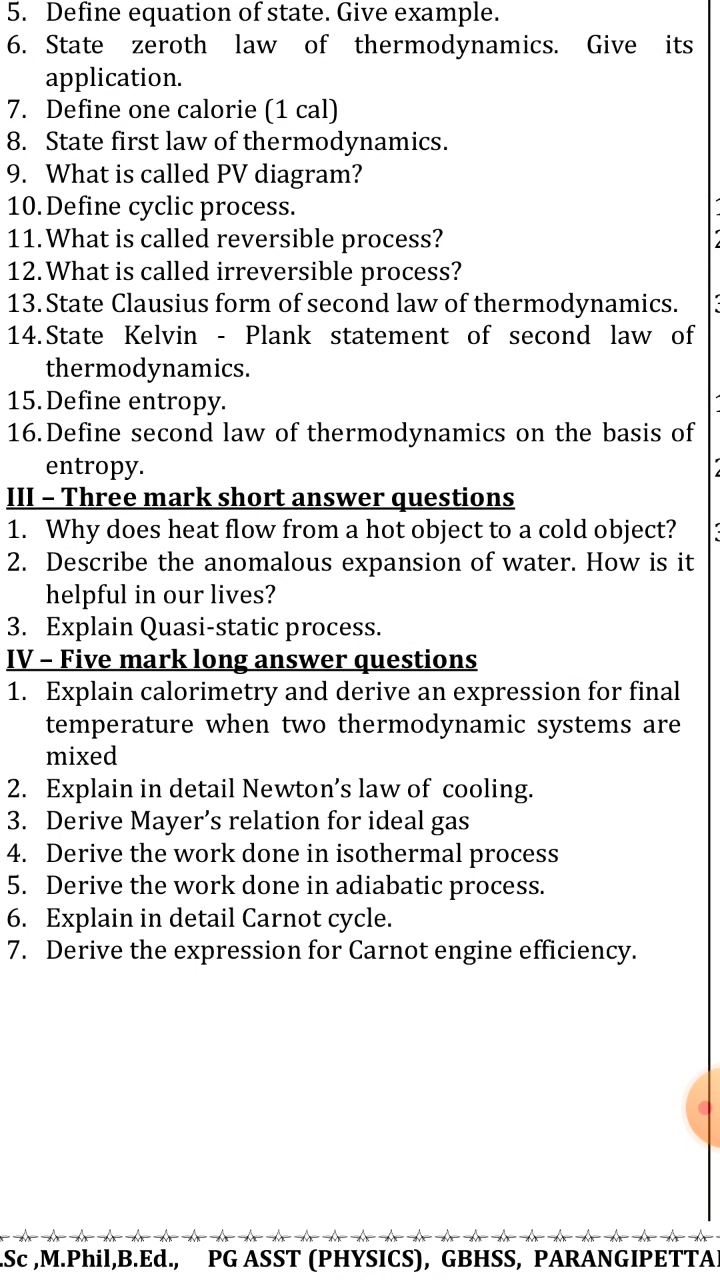 5. Define equation of state. Give example.
6. State zeroth law of thermodynamics. Give its
application.
7. Define one calorie (1 cal)
8. State first law of thermodynamics.
9. What is called PV diagram?
10. Define cyclic process.
11. What is called reversible process?
12. What is called irreversible process?
13. State Clausius form of second law of thermodynamics.
14. State Kelvin - Plank statement of second law of
thermodynamics.
15. Define entropy.
16. Define second law of thermodynamics on the basis of
entropy.
III – Three mark short answer questions
1. Why does heat flow from a hot object to a cold object?
2. Describe the anomalous expansion of water. How is it
helpful in our lives?
3. Explain Quasi-static process.
IV – Five mark long answer questions
1. Explain calorimetry and derive an expression for final
temperature when two thermodynamic systems are
mixed
2. Explain in detail Newton’s law of cooling.
3. Derive Mayer’s relation for ideal gas
4. Derive the work done in isothermal process
5. Derive the work done in adiabatic process.
6. Explain in detail Carnot cycle.
7. Derive the expression for Carnot engine efficiency.
.Sc ,M.Phil,B.Ed., PG ASST (PHYSICS), GBHSS, PARANGIPETTAI